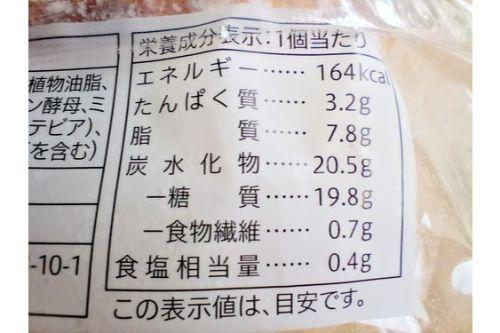 栄養成分表示:1個当たり
エネルギー……164kcal
たんぱく質……3.2g
脂質……7.8g
炭水化物……20.5g
ー糖質……19.8g
ー食物繊維……0.7g
食塩相当量……0.4g
この表示値は、目安です。
植物油脂、
ン酵母、ミ
テビア)、
を含む)
-10-1